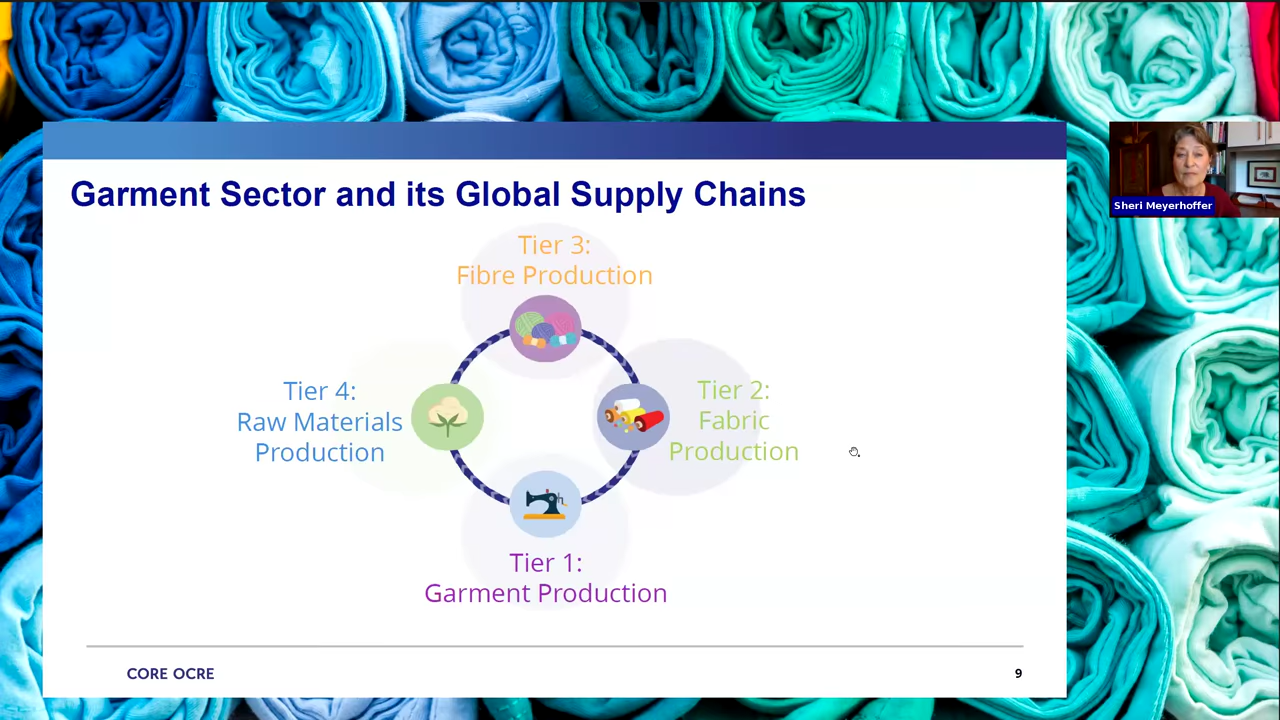 Garment Sector and its Global Supply Chains
Tier 3:
Fibre Production
Tier 4:
Raw Materials
Production
Tier 2:
Fabric
Production
Tier 1:
Garment Production
CORE OCRE
9
Sheri Meyerhoffer